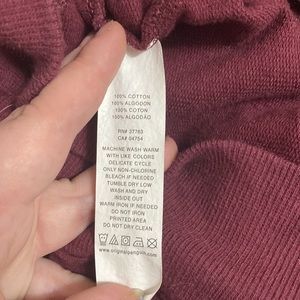 100% COTTON
100% ALGODON
100% COTON
100% ALGODÃO
RN# 37763
CA# 04754
MACHINE WASH WARM
WITH LIKE COLORS
DELICATE CYCLE
ONLY NON-CHLORINE
BLEACH IF NEEDED
TUMBLE DRY LOW
WASH AND DRY
INSIDE OUT
WARM IRON IF NEEDED
DO NOT IRON
PRINTED AREA
DO NOT DRY CLEAN
www.originalpenguin.com